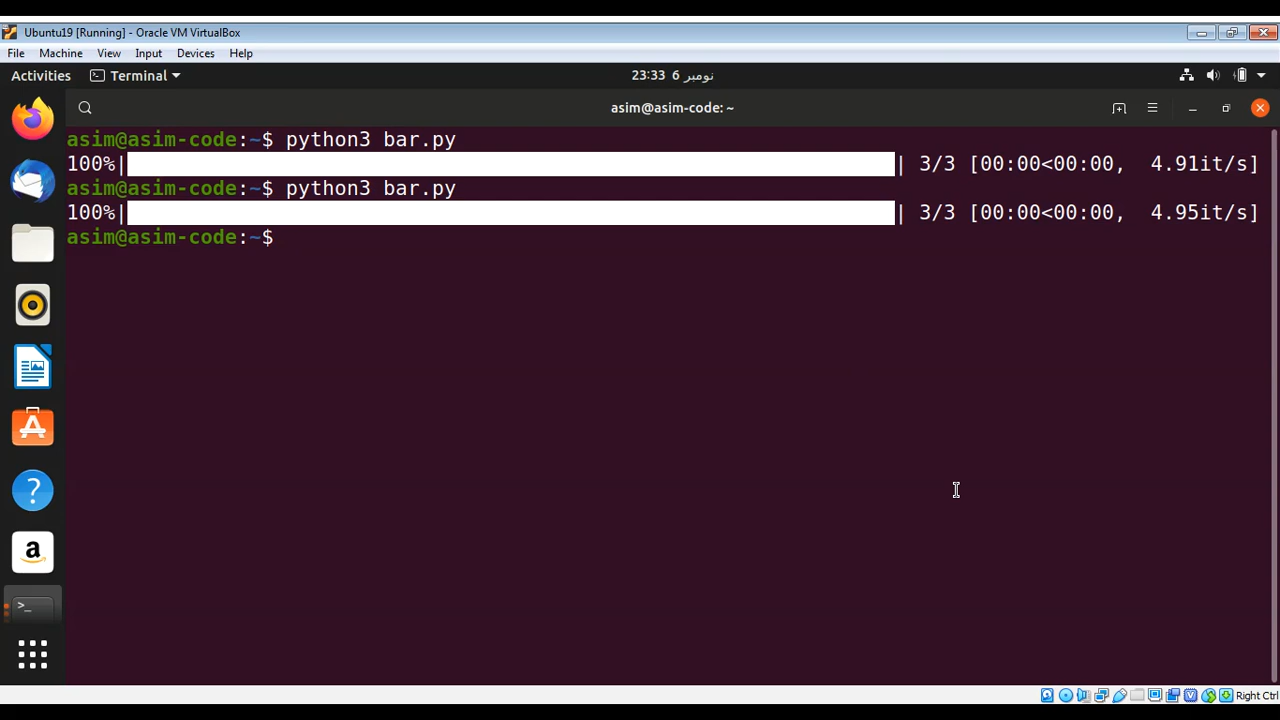 Ubuntu19 [Running] - Oracle VM VirtualBox
File Machine View Input Devices Help
Activities Terminal 23:33 6 نومبر
asim@asim-code: ~
asim@asim-code:~$ python3 bar.py
100%| | 3/3 [00:00<00:00, 4.91it/s]
asim@asim-code:~$ python3 bar.py
100%| | 3/3 [00:00<00:00, 4.95it/s]
asim@asim-code:~$
>_
?
a
Right Ctrl